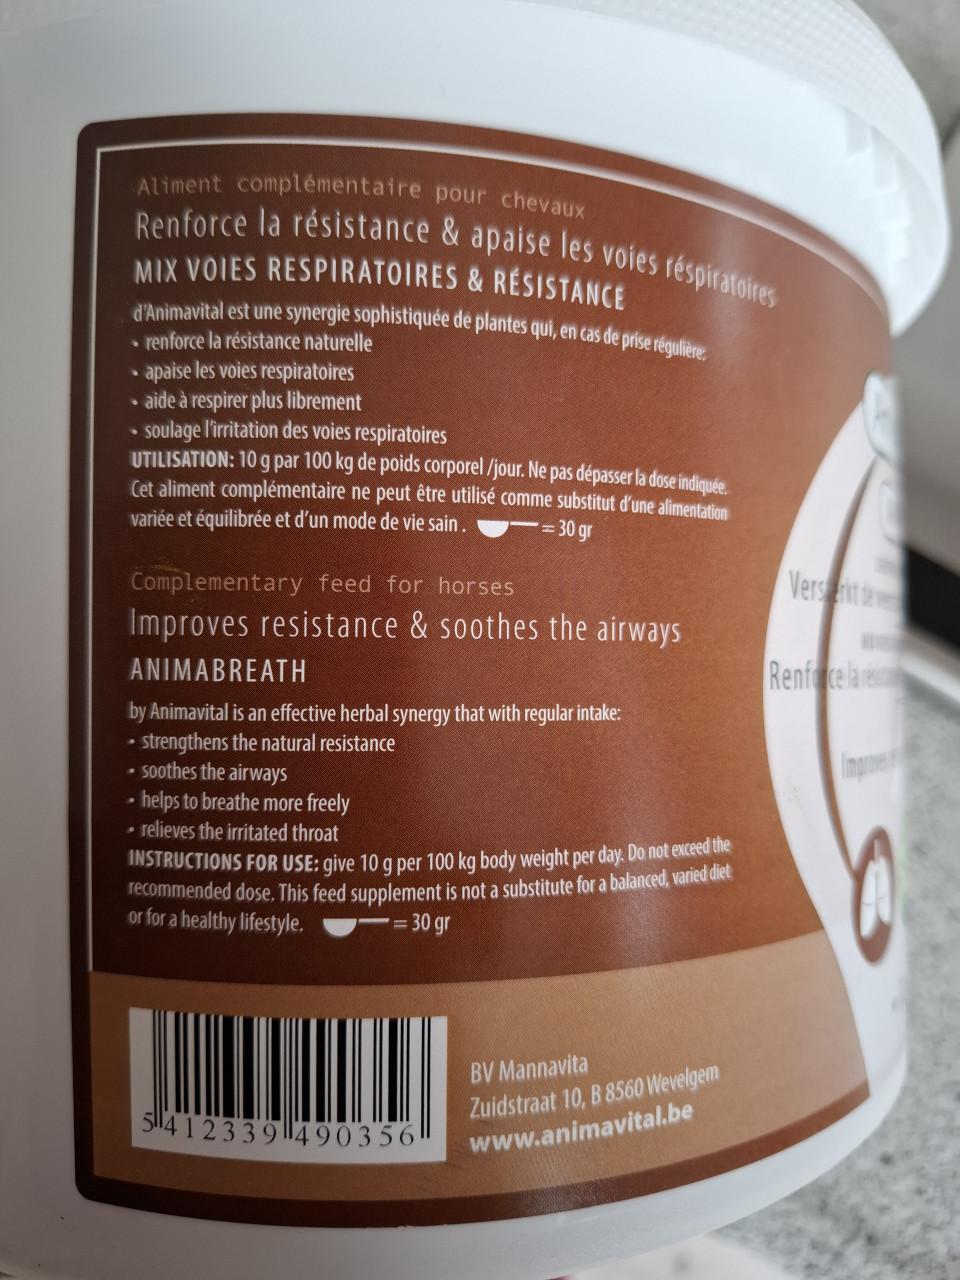 Aliment complémentaire pour chevaux
Renforce la résistance & apaise les voies réspiratoires
MIX VOIES RESPIRATOIRES & RÉSISTANCE
d'Animavital est une synergie sophistiquée de plantes qui, en cas de prise régulière:
• renforce la résistance naturelle
• apaise les voies respiratoires
• aide à respirer plus librement
• soulage l'irritation des voies respiratoires
UTILISATION: 10 g par 100 kg de poids corporel /jour. Ne pas dépasser la dose indiquée.
Cet aliment complémentaire ne peut être utilisé comme substitut d'une alimentation
variée et équilibrée et d'un mode de vie sain . = 30 gr
Complementary feed for horses
Improves resistance & soothes the airways
ANIMABREATH
by Animavital is an effective herbal synergy that with regular intake:
• strengthens the natural resistance
• soothes the airways
• helps to breathe more freely
• relieves the irritated throat
INSTRUCTIONS FOR USE: give 10 g per 100 kg body weight per day. Do not exceed the
recommended dose. This feed supplement is not a substitute for a balanced, varied diet
or for a healthy lifestyle. = 30 gr
5 412339 490356
BV Mannavita
Zuidstraat 10, B 8560 Wevelgem
www.animavital.be
Versterkt de
Renforce la
Improves